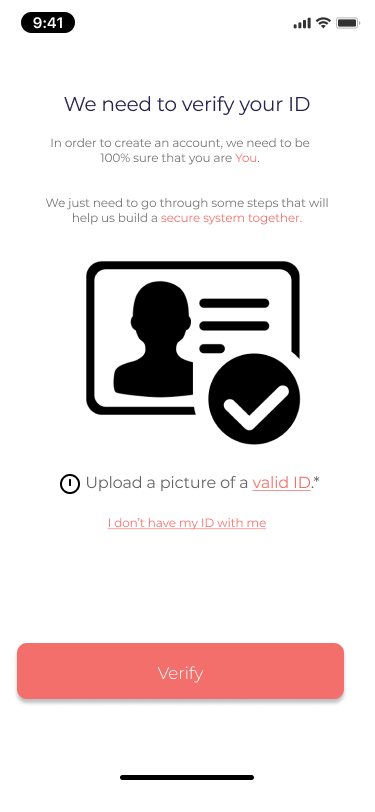 9:41
We need to verify your ID
In order to create an account, we need to be
100% sure that you are You.
We just need to go through some steps that will
help us build a secure system together.
Upload a picture of a valid ID.*
I don't have my ID with me
Verify